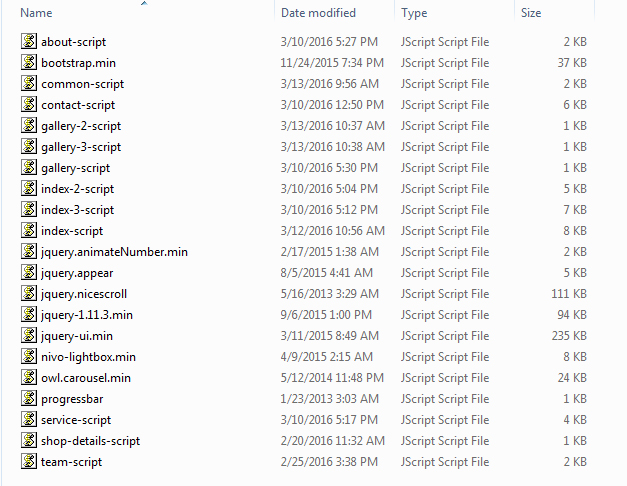 Name Date modified Type Size
about-script 3/10/2016 5:27 PM JScript Script File 2 KB
bootstrap.min 11/24/2015 7:34 PM JScript Script File 37 KB
common-script 3/13/2016 9:56 AM JScript Script File 2 KB
contact-script 3/10/2016 12:50 PM JScript Script File 6 KB
gallery-2-script 3/13/2016 10:37 AM JScript Script File 1 KB
gallery-3-script 3/13/2016 10:38 AM JScript Script File 1 KB
gallery-script 3/10/2016 5:30 PM JScript Script File 1 KB
index-2-script 3/10/2016 5:04 PM JScript Script File 5 KB
index-3-script 3/10/2016 5:12 PM JScript Script File 7 KB
index-script 3/12/2016 10:56 AM JScript Script File 8 KB
jquery.animateNumber.min 2/17/2015 1:38 AM JScript Script File 2 KB
jquery.appear 8/5/2015 4:41 AM JScript Script File 5 KB
jquery.nicescroll 5/16/2013 3:29 AM JScript Script File 111 KB
jquery-1.11.3.min 9/6/2015 1:00 PM JScript Script File 94 KB
jquery-ui.min 3/11/2015 8:49 AM JScript Script File 235 KB
nivo-lightbox.min 4/9/2015 2:15 AM JScript Script File 8 KB
owl.carousel.min 5/12/2014 11:48 PM JScript Script File 24 KB
progressbar 1/23/2013 3:03 AM JScript Script File 1 KB
service-script 3/10/2016 5:17 PM JScript Script File 4 KB
shop-details-script 2/20/2016 11:32 AM JScript Script File 1 KB
team-script 2/25/2016 3:38 PM JScript Script File 2 KB